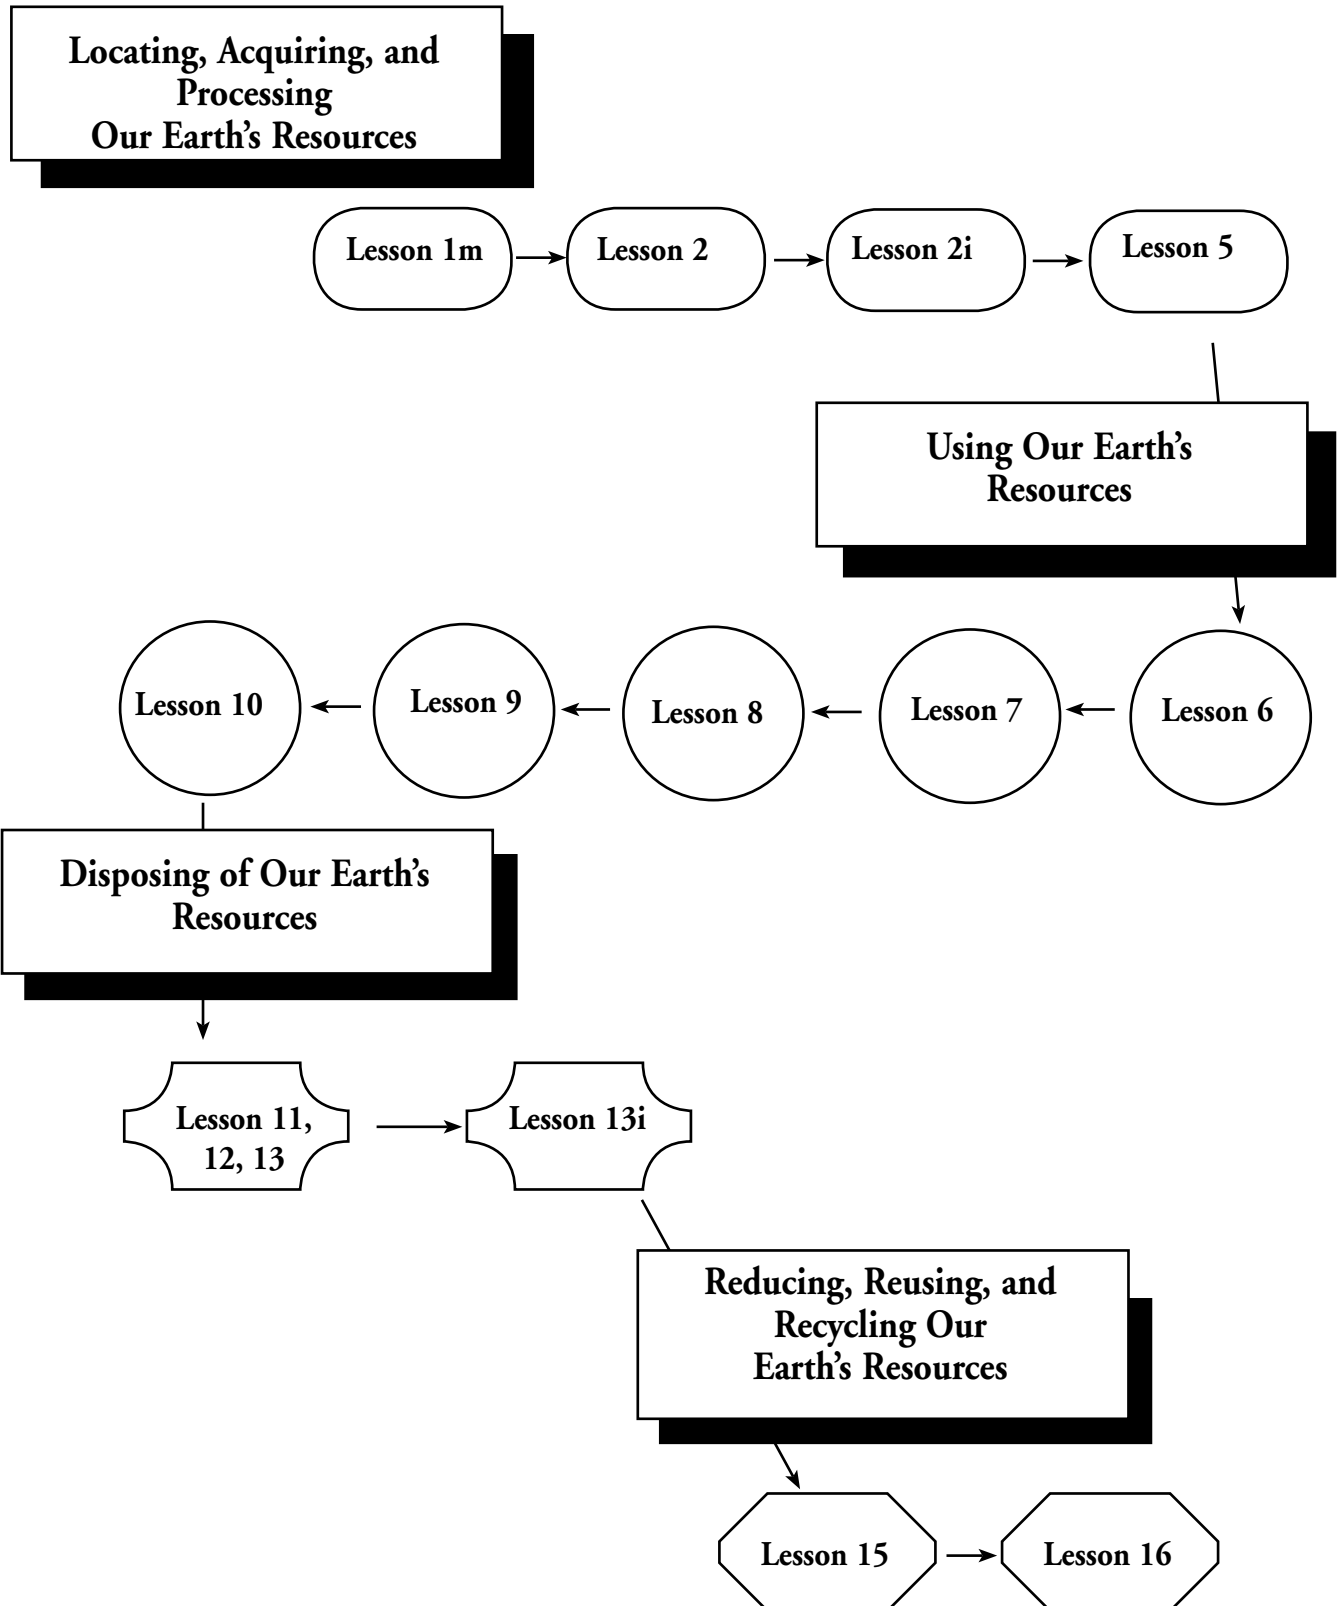 Locating, Acquiring, and
Processing
Our Earth's Resources
Lesson 1m
Lesson 2
Lesson 2i
Lesson 5
Using Our Earth's
Resources
Lesson 6
Lesson 7
Lesson 8
Lesson 9
Lesson 10
Disposing of Our Earth's
Resources
Lesson 11,
12, 13
Lesson 13i
Reducing, Reusing, and
Recycling Our
Earth's Resources
Lesson 15
Lesson 16